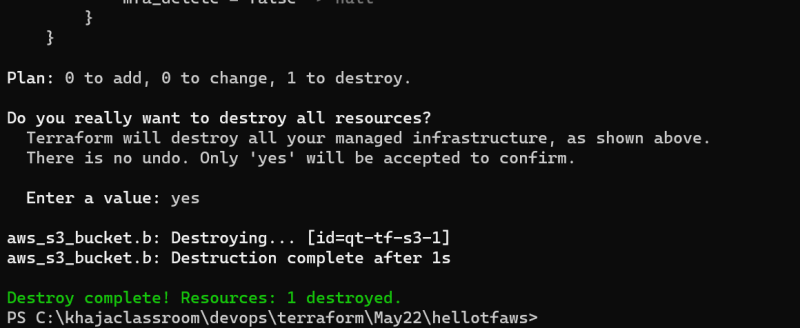 mfa_delete = false -> null
}
}
Plan: 0 to add, 0 to change, 1 to destroy.
Do you really want to destroy all resources?
Terraform will destroy all your managed infrastructure, as shown above.
There is no undo. Only 'yes' will be accepted to confirm.
Enter a value: yes
aws_s3_bucket.b: Destroying... [id=qt-tf-s3-1]
aws_s3_bucket.b: Destruction complete after 1s
Destroy complete! Resources: 1 destroyed.
PS C:\khajaclassroom\devops\terraform\May22\hellotfaws>